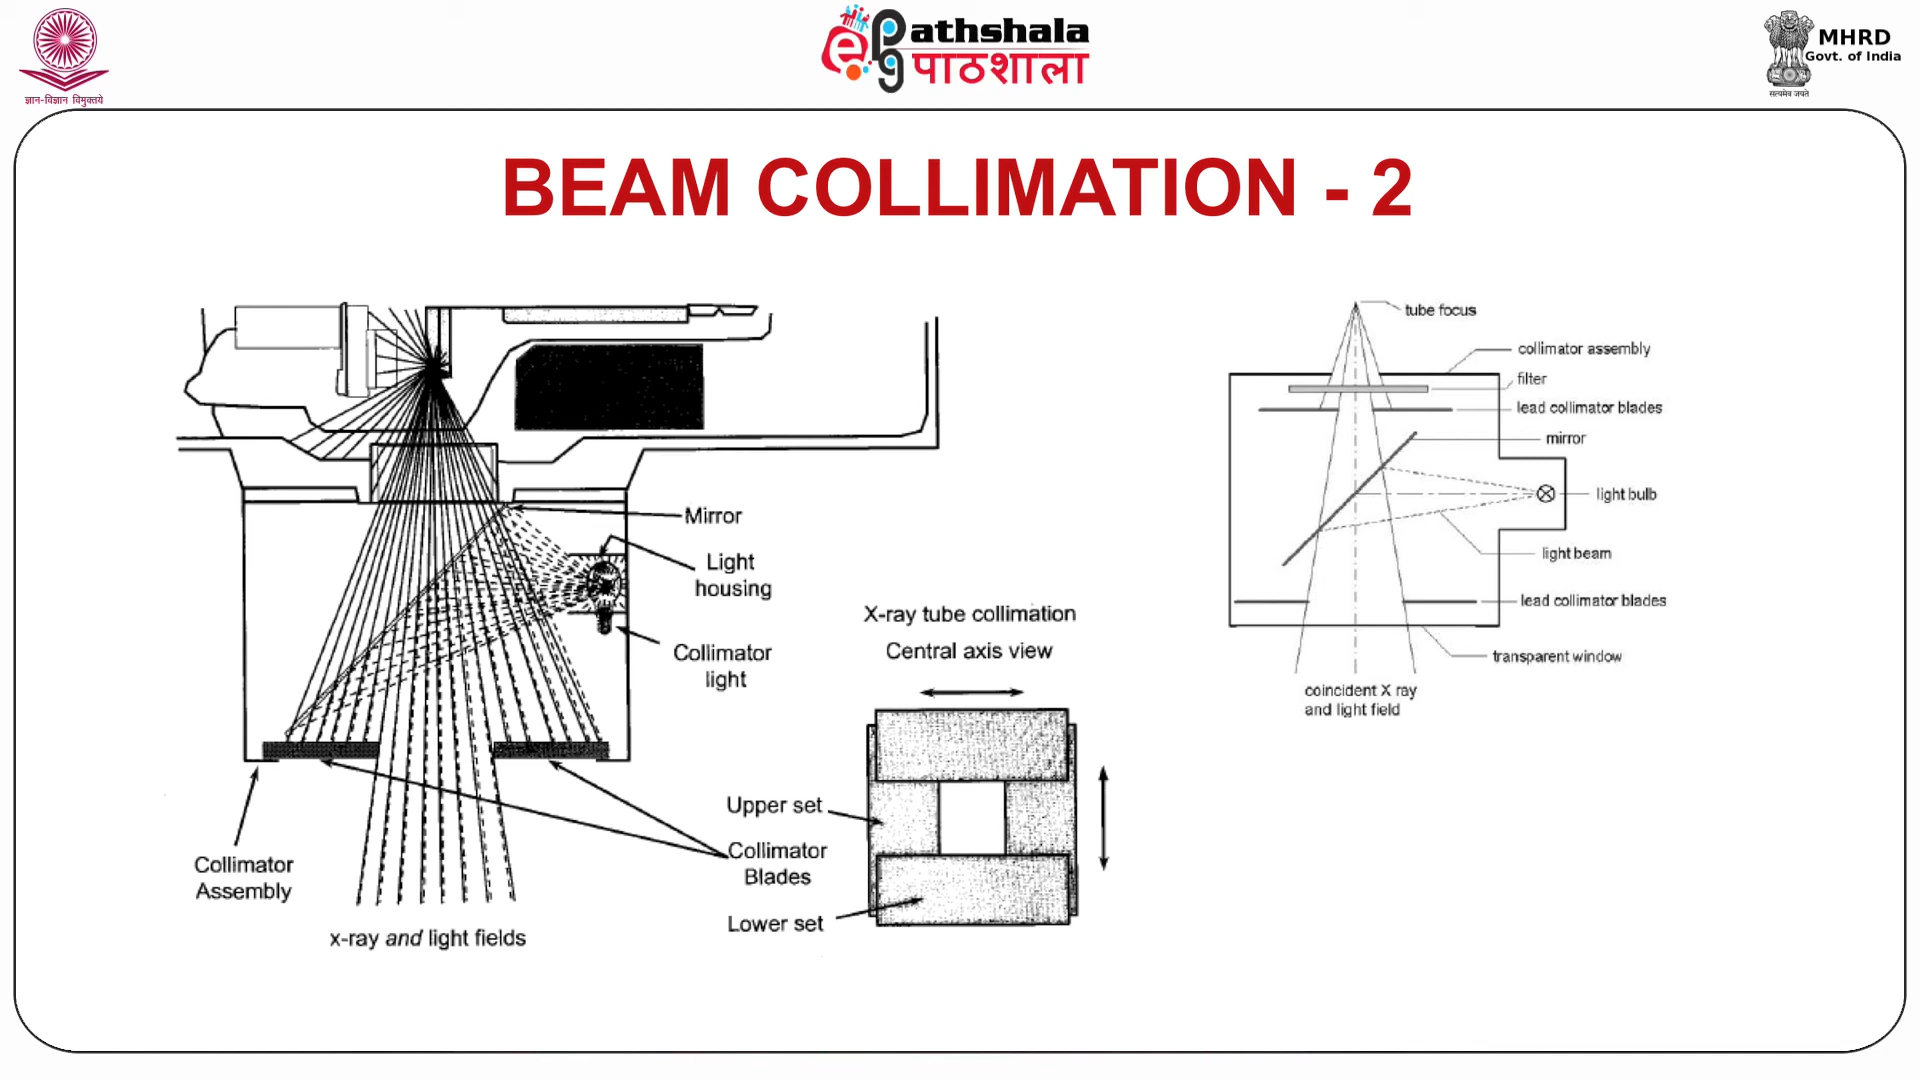 ज्ञान-विज्ञान विमुक्तये
ePathshala
पाठशाला
MHRD
Govt. of India
सत्यमेव जयते
BEAM COLLIMATION - 2
Mirror
Light
housing
Collimator
light
Collimator
Assembly
x-ray and light fields
X-ray tube collimation
Central axis view
Upper set
Collimator
Blades
Lower set
tube focus
collimator assembly
filter
lead collimator blades
mirror
light bulb
light beam
lead collimator blades
transparent window
coincident X ray
and light field